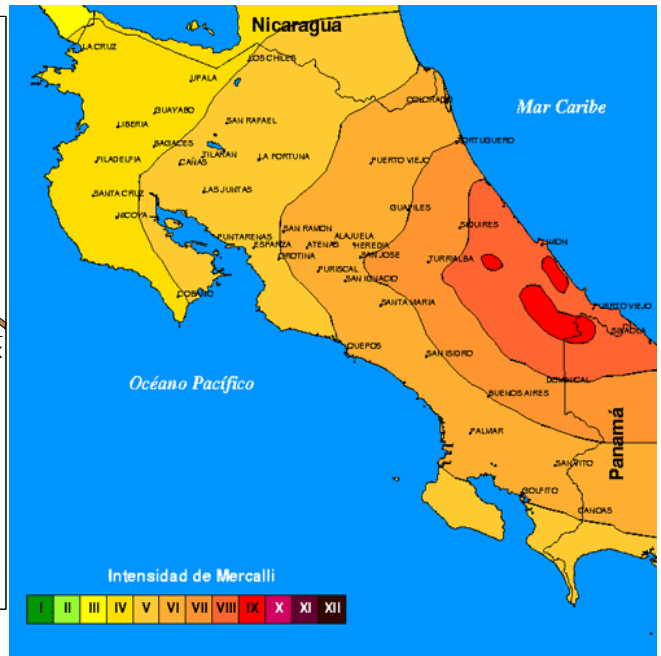 Nicaragua
LA CRUZ
LOS CHILES
UPALA
Mar Caribe
COLORADO
GUAYABO
LIBERIA
SAN RAFAEL
TORTUGUERO
BAGACES
FILADELFIA
CAÑAS
TILARAN
LA FORTUNA
PUERTO VIEJO
SANTA CRUZ
LAS JUNTAS
NICOYA
GUAPILES
SIQUIRES
PUNTARENAS
SAN RAMON
ALAJUELA
LIMON
ESPARZA
ATENAS
HEREDIA
OROTINA
SAN JOSE
TURRIALBA
PURISCAL
SAN IGNACIO
COBANO
SANTA MARIA
PUERTO VIEJO
SIXAOLA
QUEPOS
SAN ISIDRO
Océano Pacífico
DOMINICAL
BUENOS AIRES
PALMAR
Panamá
SAN VITO
GOLFITO
CANOAS
Intensidad de Mercalli
I II III IV V VI VII VIII IX X XI XII